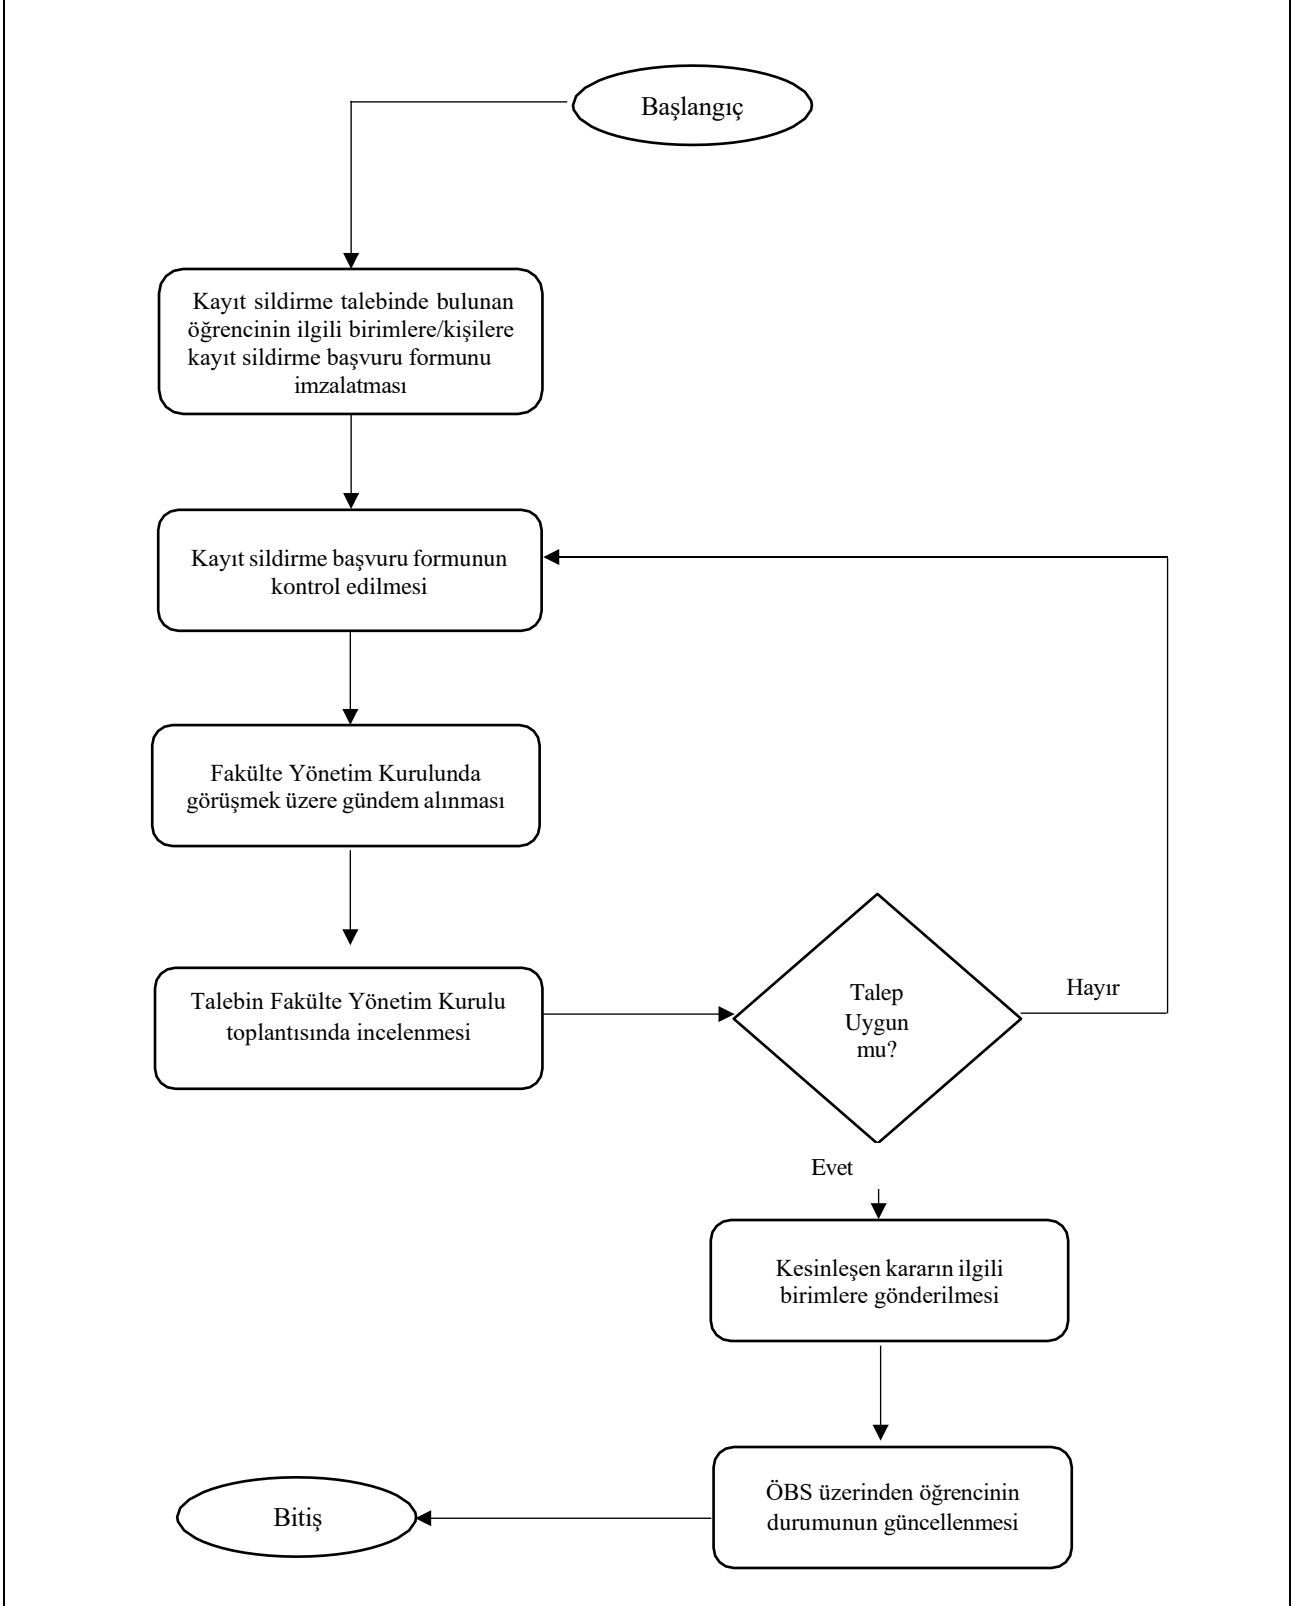 Başlangıç
Kayıt sildirme talebinde bulunan
öğrencinin ilgili birimlere/kişilere
kayıt sildirme başvuru formunu
imzalatması
Kayıt sildirme başvuru formunun
kontrol edilmesi
Fakülte Yönetim Kurulunda
görüşmek üzere gündem alınması
Talebin Fakülte Yönetim Kurulu
toplantısında incelenmesi
Talep
Uygun
mu?
Hayır
Evet
Kesinleşen kararın ilgili
birimlere gönderilmesi
ÖBS üzerinden öğrencinin
durumunun güncellenmesi
Bitiş